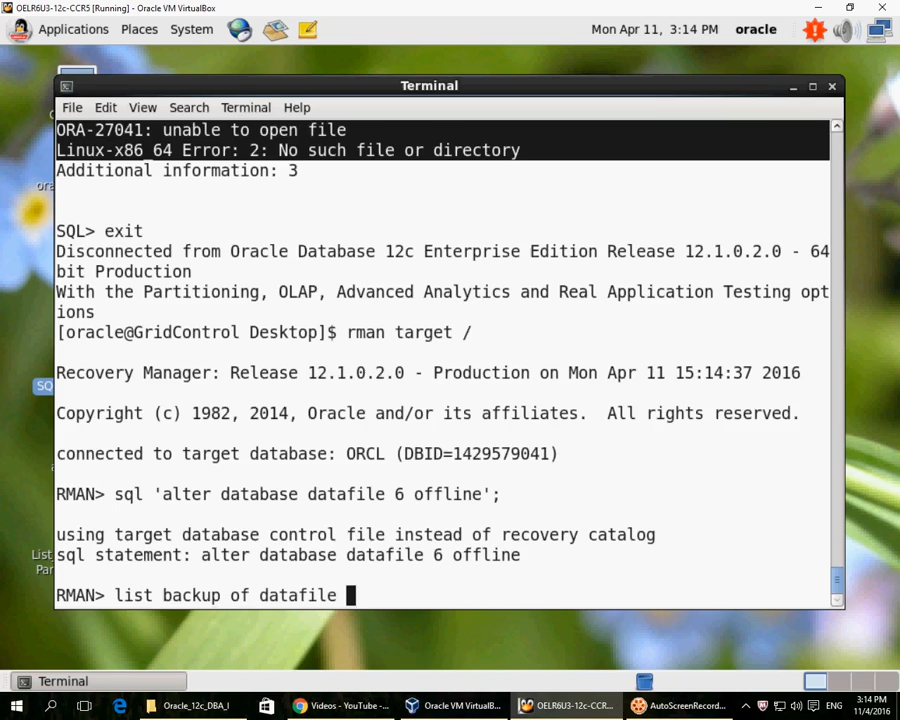 OELR6U3-12c-CCR5 [Running] - Oracle VM VirtualBox
Applications Places System Mon Apr 11, 3:14 PM oracle
Terminal
File Edit View Search Terminal Help
ORA-27041: unable to open file
Linux-x86_64 Error: 2: No such file or directory
Additional information: 3
SQL> exit
Disconnected from Oracle Database 12c Enterprise Edition Release 12.1.0.2.0 - 64
bit Production
With the Partitioning, OLAP, Advanced Analytics and Real Application Testing opt
ions
[oracle@GridControl Desktop]$ rman target /
Recovery Manager: Release 12.1.0.2.0 - Production on Mon Apr 11 15:14:37 2016
Copyright (c) 1982, 2014, Oracle and/or its affiliates.  All rights reserved.
connected to target database: ORCL (DBID=1429579041)
RMAN> sql 'alter database datafile 6 offline';
using target database control file instead of recovery catalog
sql statement: alter database datafile 6 offline
RMAN> list backup of datafile
SQ
List
Par
Terminal
Oracle_12c_DBA_I
Videos - YouTube -...
Oracle VM VirtualB...
OELR6U3-12c-CCR...
AutoScreenRecord...
ENG
3:14 PM
11/4/2016